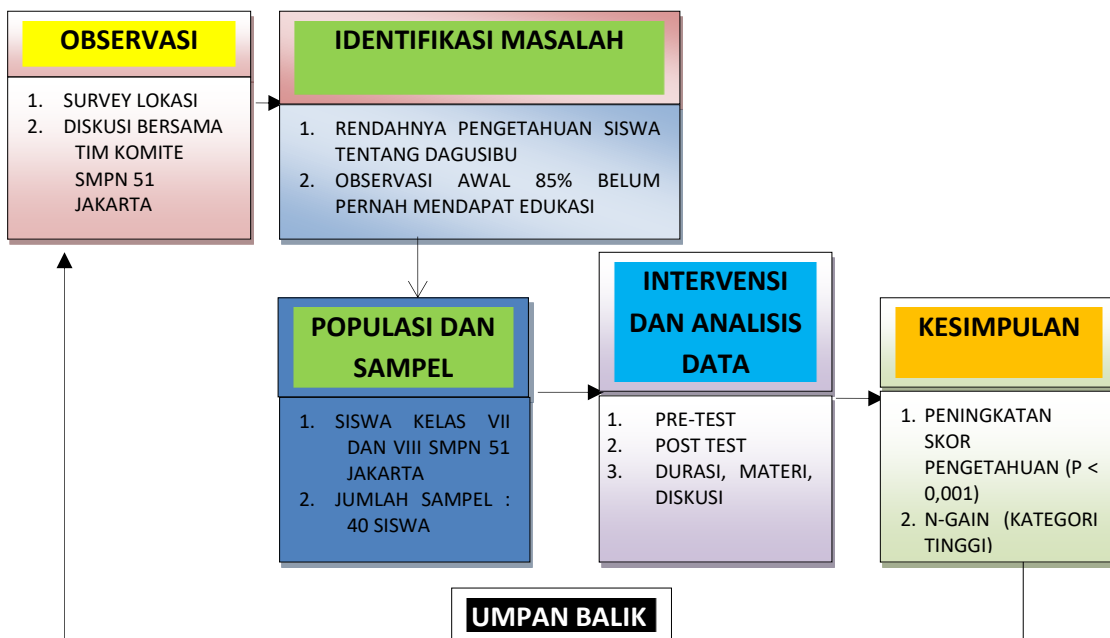 OBSERVASI
1. SURVEY LOKASI
2. DISKUSI BERSAMA
TIM KOMITE
SMPN 51
JAKARTA
IDENTIFIKASI MASALAH
1. RENDAHNYA PENGETAHUAN SISWA
TENTANG DAGUSIBU
2. OBSERVASI AWAL 85% BELUM
PERNAH MENDAPAT EDUKASI
POPULASI DAN
SAMPEL
1. SISWA KELAS VII
DAN VIII SMPN 51
JAKARTA
2. JUMLAH SAMPEL :
40 SISWA
INTERVENSI
DAN ANALISIS
DATA
1. PRE-TEST
2. POST TEST
3. DURASI, MATERI,
DISKUSI
KESIMPULAN
1. PENINGKATAN
SKOR
PENGETAHUAN (P <
0,001)
2. N-GAIN (KATEGORI
TINGGI)
UMPAN BALIK